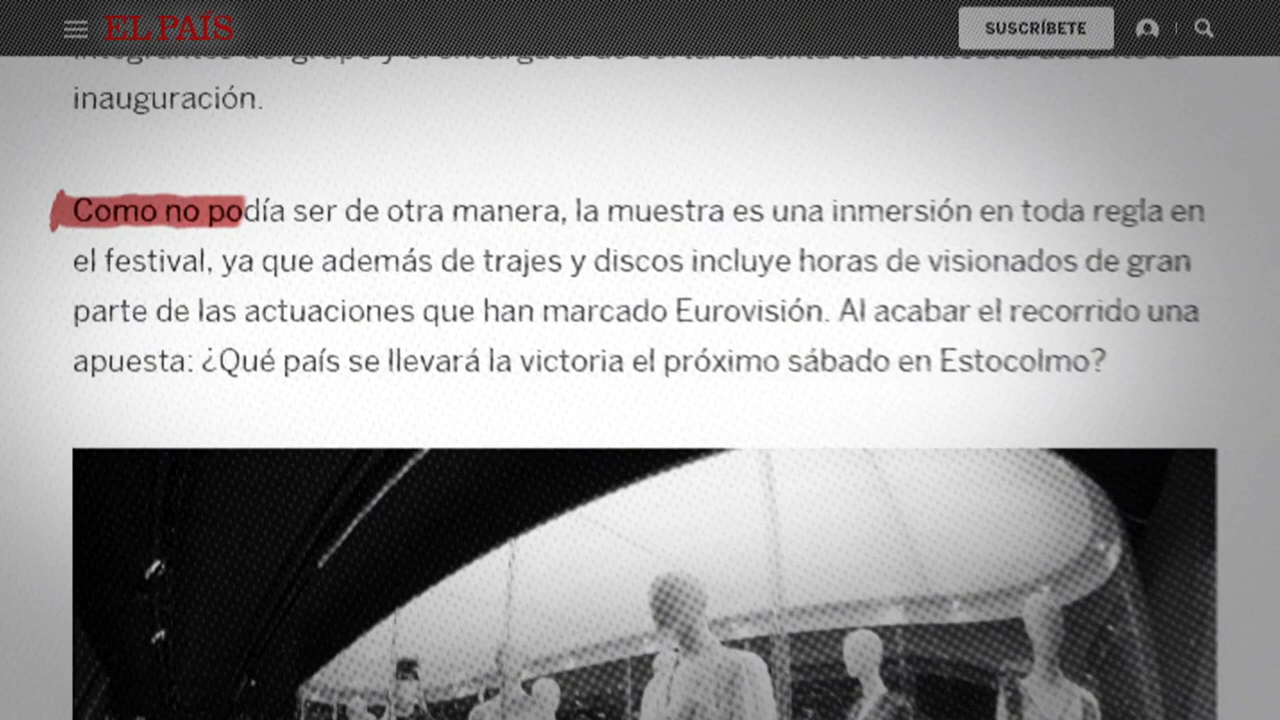 EL PAÍS
SUSCRÍBETE
inauguración.
Como no podía ser de otra manera, la muestra es una inmersión en toda regla en
el festival, ya que además de trajes y discos incluye horas de visionados de gran
parte de las actuaciones que han marcado Eurovisión. Al acabar el recorrido una
apuesta: ¿Qué país se llevará la victoria el próximo sábado en Estocolmo?